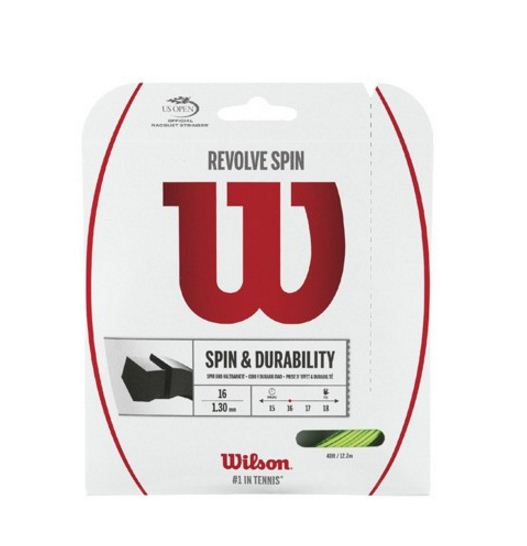 US OPEN
OFFICIAL
RACQUET STRINGER
REVOLVE SPIN
W
SPIN & DURABILITY
16
1.30 mm
15 16 17 18
40ft / 12.2m
Wilson.
#1 IN TENNIS